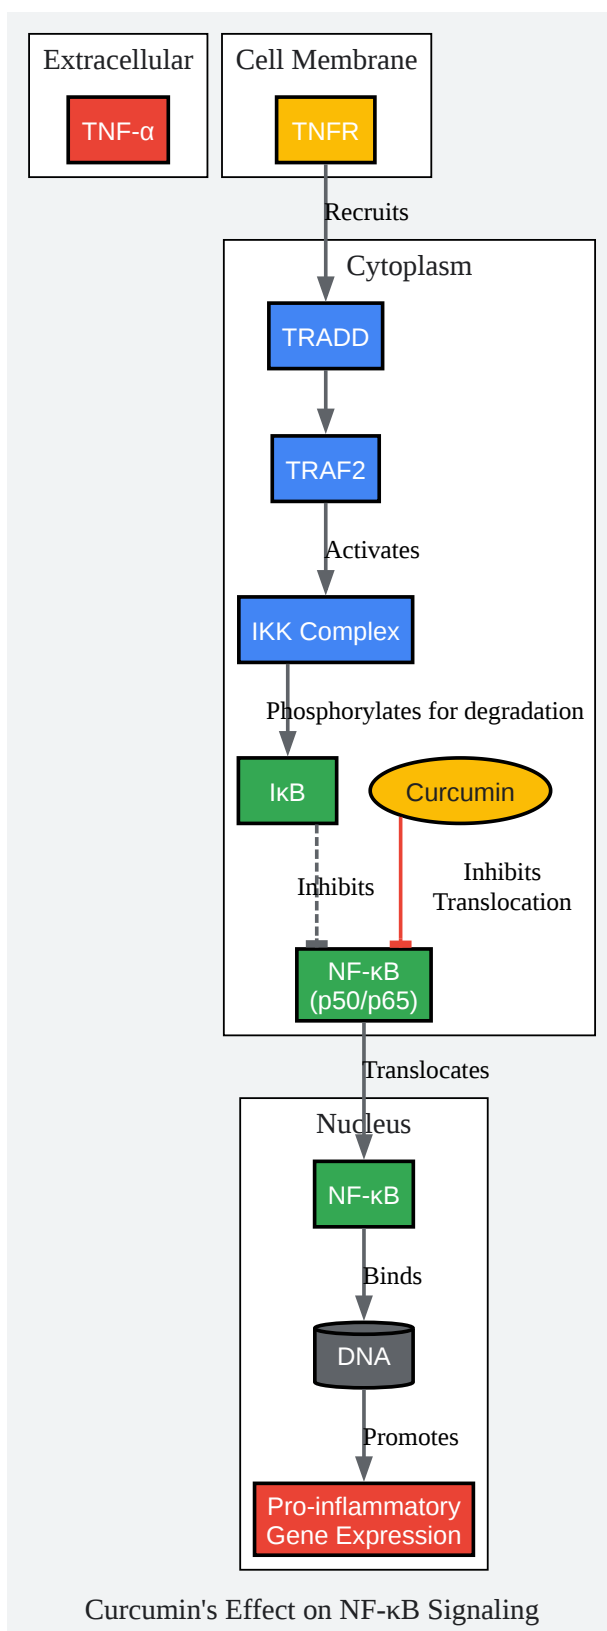 Extracellular
Cell Membrane
TNF-α
TNFR
Recruits
Cytoplasm
TRADD
TRAF2
Activates
IKK Complex
Phosphorylates for degradation
IκB
Curcumin
Inhibits
Inhibits
Translocation
NF-κB
(p50/p65)
Translocates
Nucleus
NF-κB
Binds
DNA
Promotes
Pro-inflammatory
Gene Expression
Curcumin's Effect on NF-κB Signaling